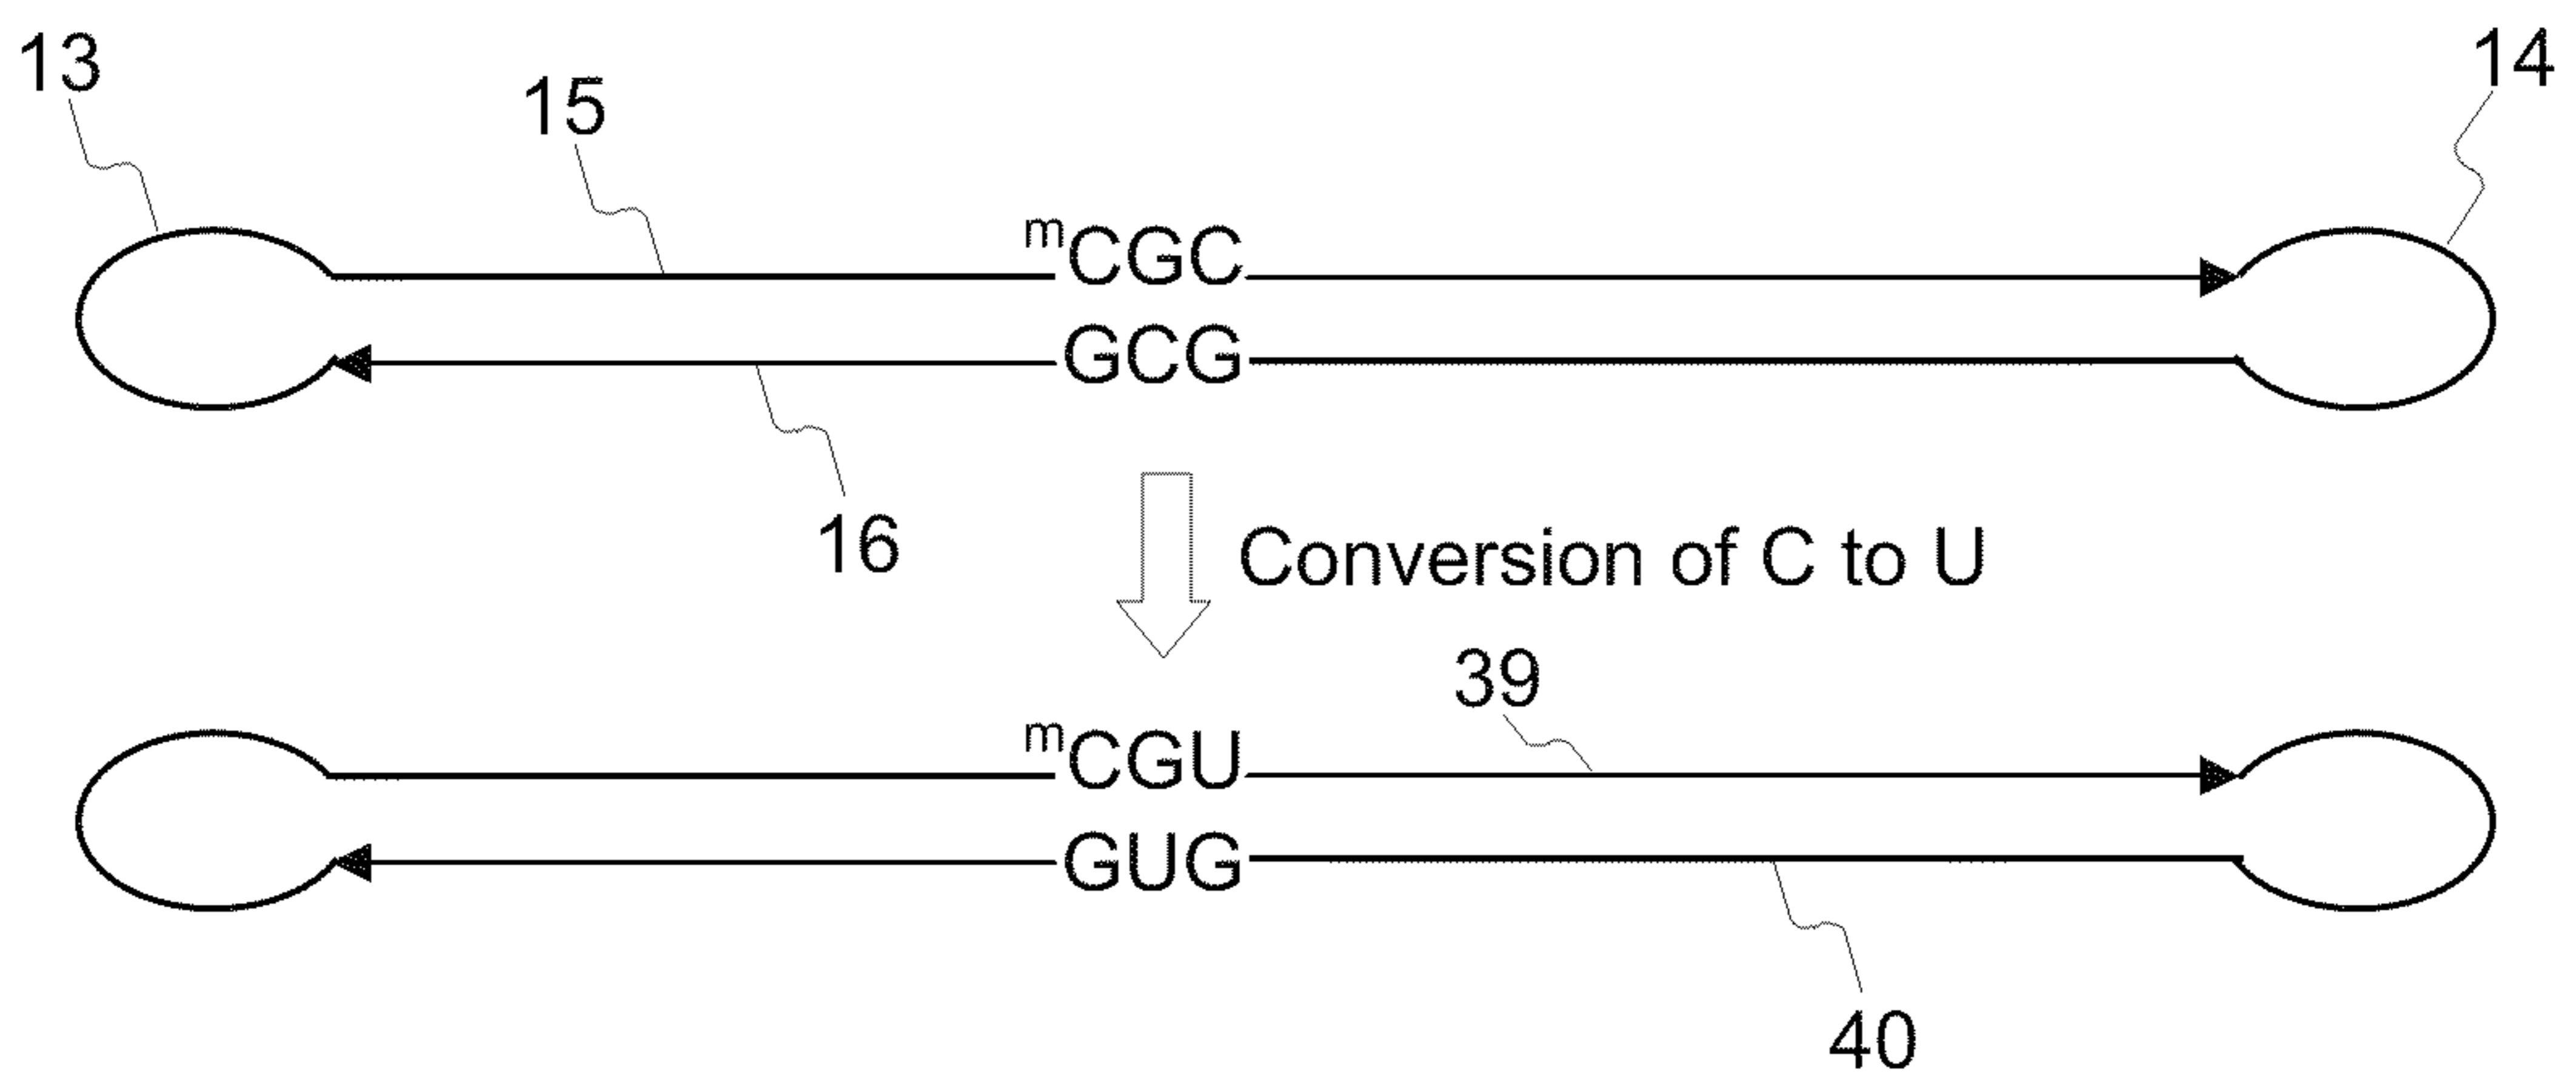 13
14
15
ᵐCGC
GCG
16
Conversion of C to U
39
ᵐCGU
GUG
40